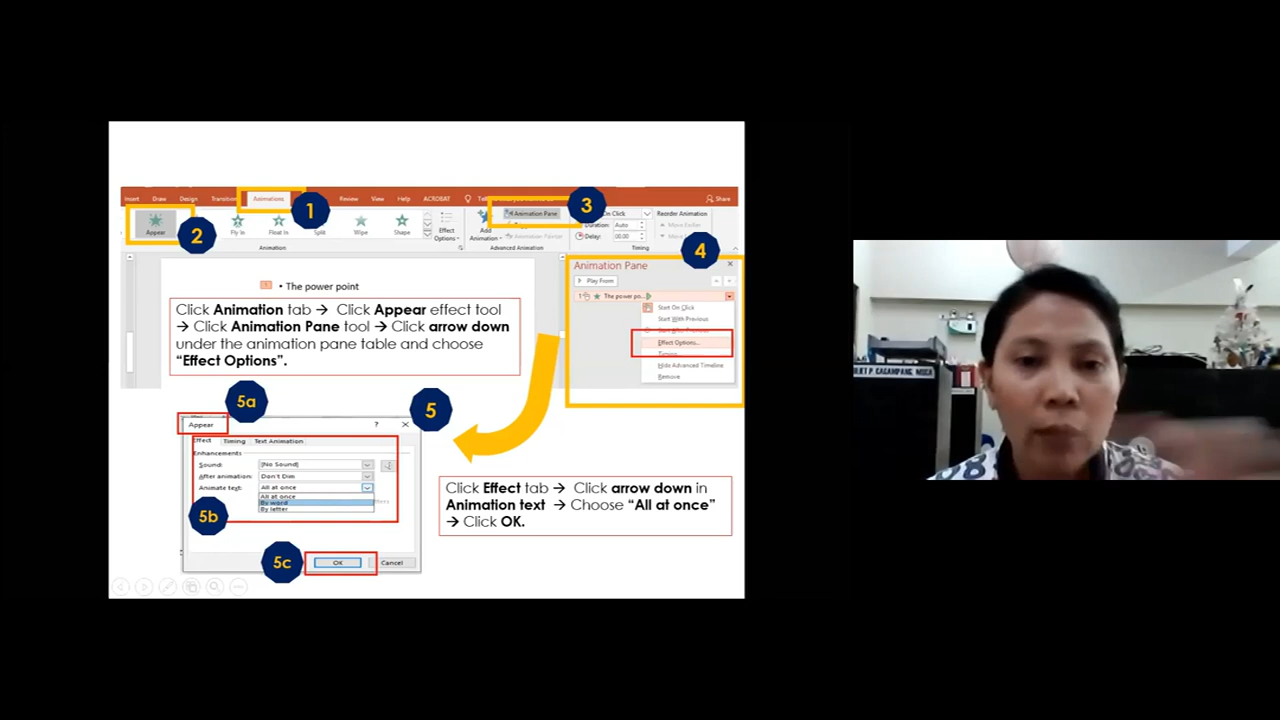 Insert Draw Design Transitions Animations Review View Help ACROBAT Share
Appear Fly In Float In Split Wipe Shape Effect Options Add Animation Animation Pane On Click Reorder Animation
Duration: Auto
Delay: 00.00
Animation Advanced Animation Timing
1 2 3 4
• The power point
Click Animation tab → Click Appear effect tool
→ Click Animation Pane tool → Click arrow down
under the animation pane table and choose
“Effect Options”.
Animation Pane
Play From
The power po...
Start On Click
Start With Previous
Effect Options...
Hide Advanced Timeline
Remove
5a
5
Appear ?
Effect Timing Text Animation
Enhancements
Sound: [No Sound]
After animation: Don't Dim
Animate text: All at once
All at once
By word
By letter
5b
5c
OK Cancel
Click Effect tab → Click arrow down in
Animation text → Choose “All at once”
→ Click OK.